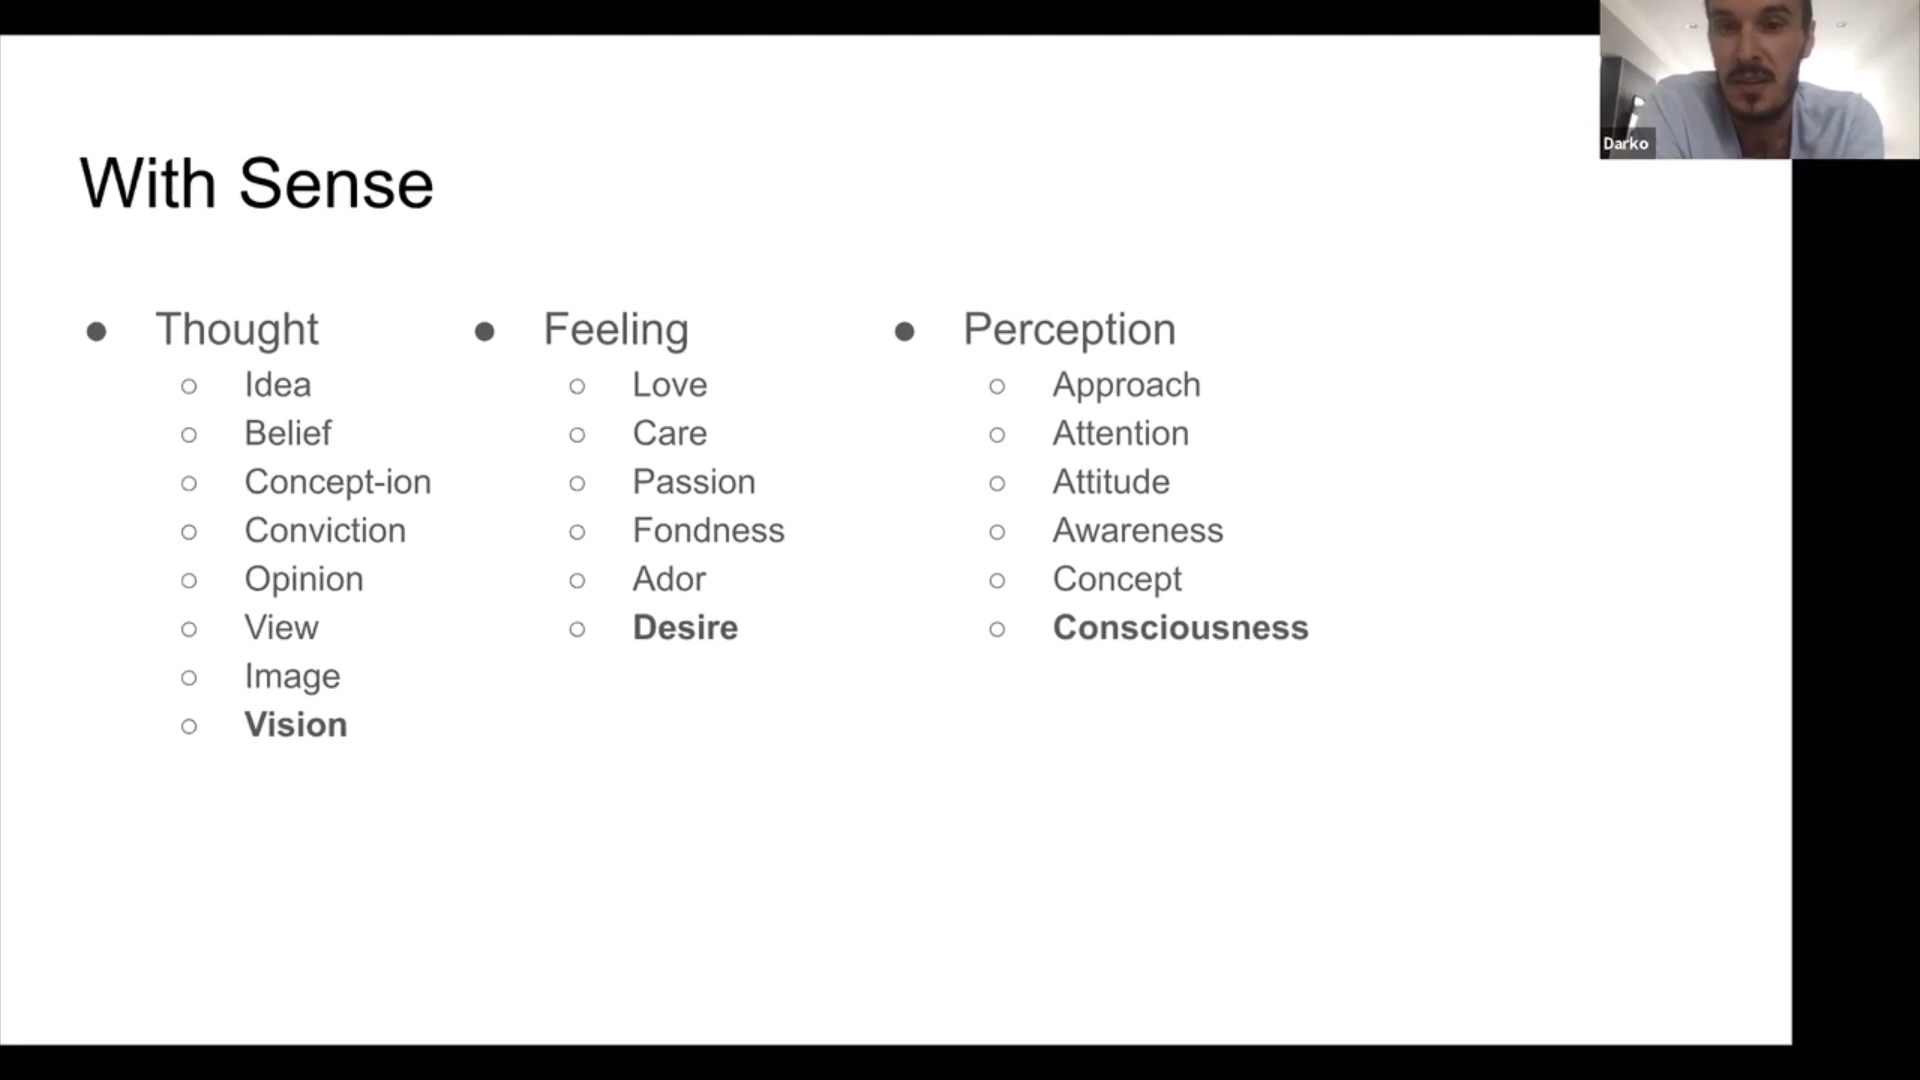 With Sense
Thought
Idea
Belief
Concept-ion
Conviction
Opinion
View
Image
Vision
Feeling
Love
Care
Passion
Fondness
Ador
Desire
Perception
Approach
Attention
Attitude
Awareness
Concept
Consciousness
Darko